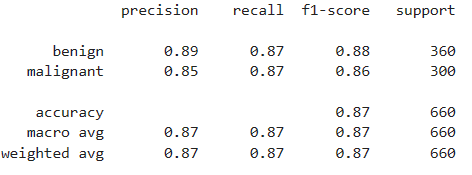 precision recall f1-score support
benign 0.89 0.87 0.88 360
malignant 0.85 0.87 0.86 300
accuracy 0.87 660
macro avg 0.87 0.87 0.87 660
weighted avg 0.87 0.87 0.87 660